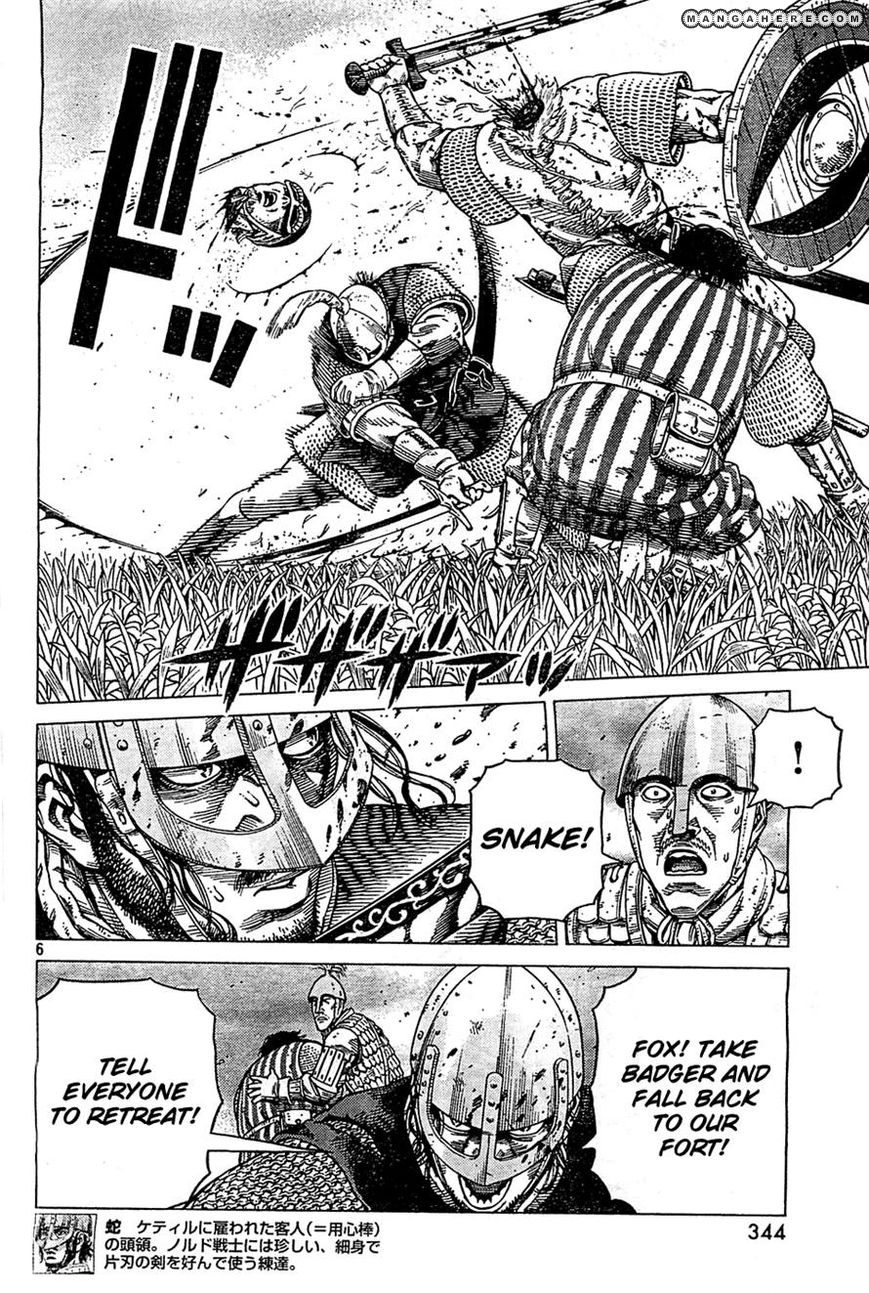 MANGAHERE.COM
ドドッ
ザザザァッ
!
SNAKE!
6
FOX! TAKE
BADGER AND
FALL BACK
TO OUR
FORT!
TELL
EVERYONE
TO RETREAT!
蛇 ケティルに雇われた客人(=用心棒)
の頭領。ノルド戦士には珍しい、細身で
片刃の剣を好んで使う練達。
344